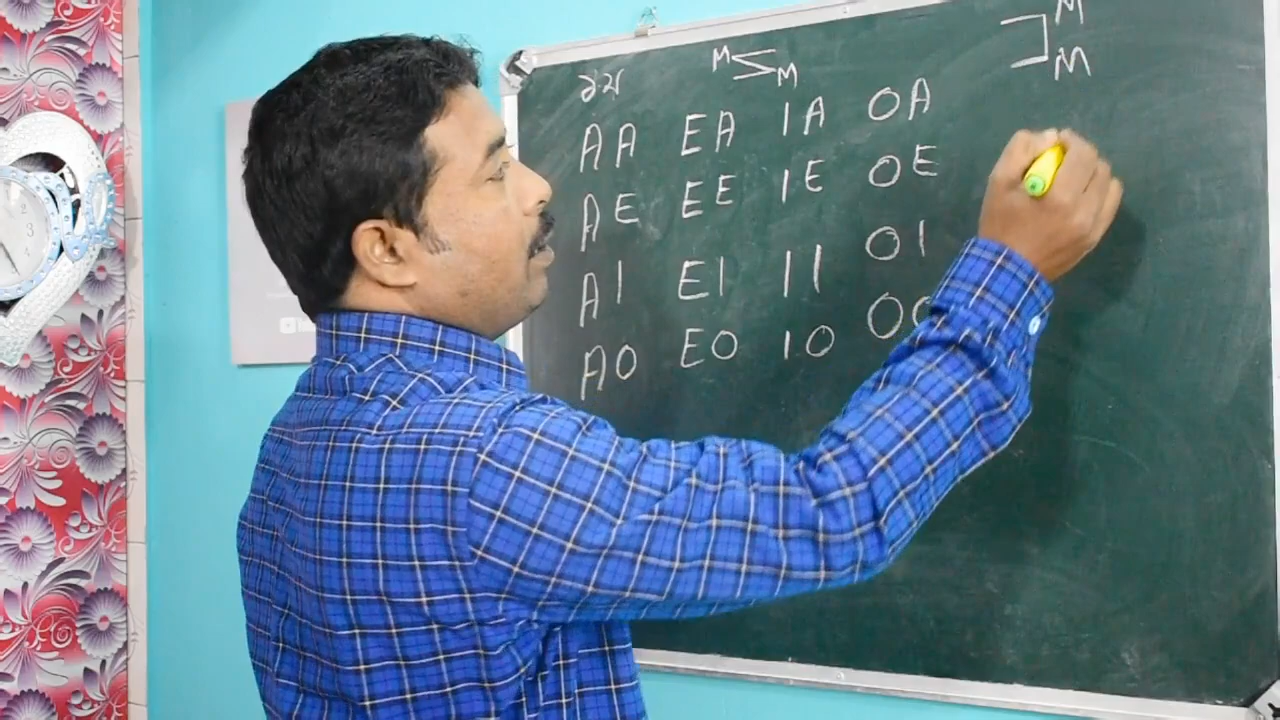 M M
M M
AA EA IA OA
AE EE IE OE
AI EI II OI
AO EO IO OO